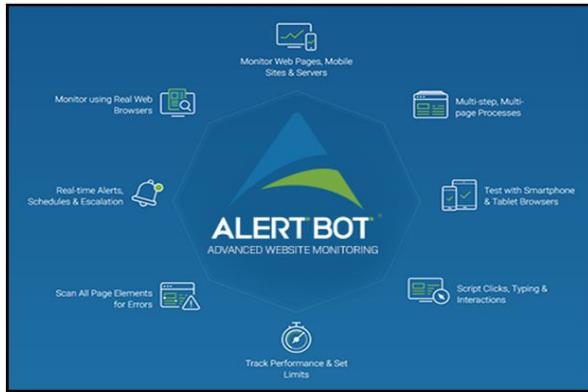 Monitor Web Pages, Mobile
Sites & Servers
Monitor using Real Web
Browsers
Multi-step, Multi-
page Processes
Real-time Alerts,
Schedules & Escalation
Test with Smartphone
& Tablet Browsers
ALERT BOT®
ADVANCED WEBSITE MONITORING
Scan All Page Elements
for Errors
Script Clicks, Typing &
Interactions
Track Performance & Set
Limits